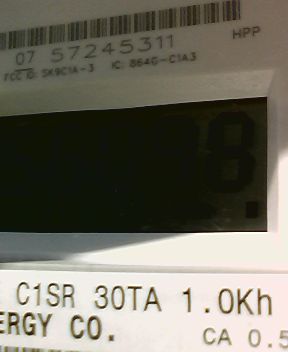 HPP
07 57245311
FCC ID: SK9C1A-3 IC: 864G-C1A3
C1SR 30TA 1.0Kh
ERGY CO.
CA 0.5